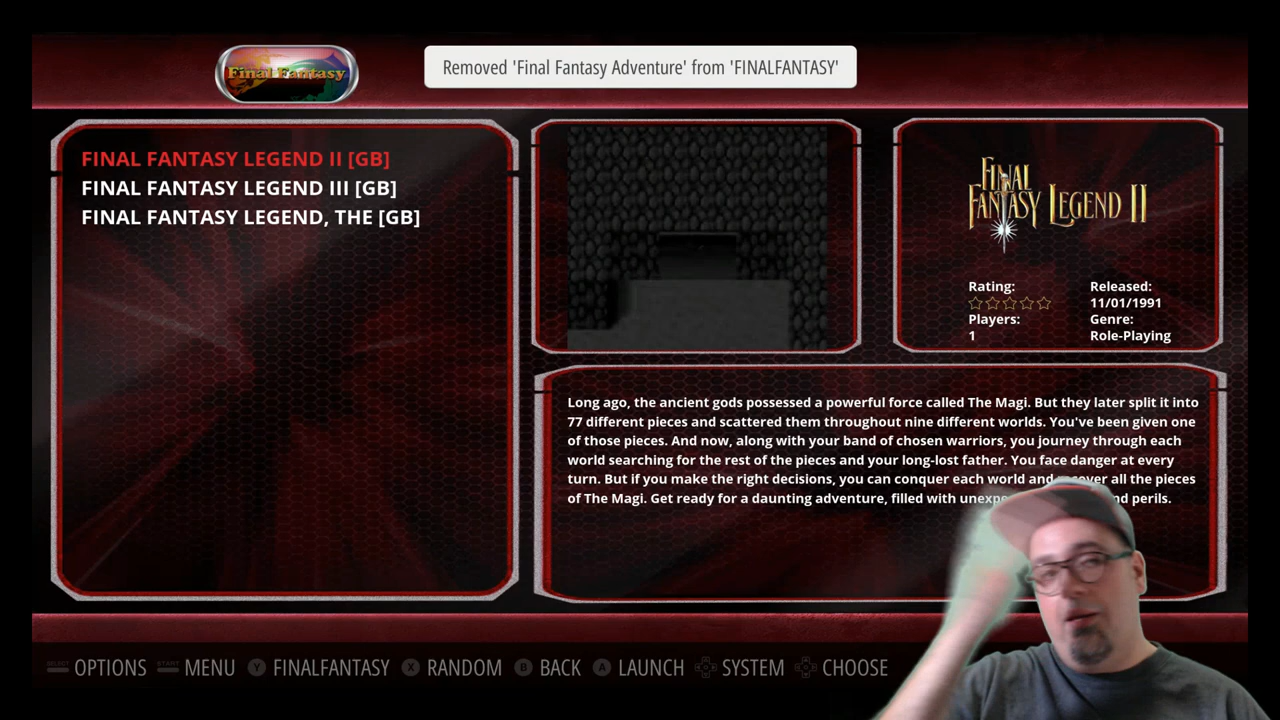 Final Fantasy
Removed 'Final Fantasy Adventure' from 'FINALFANTASY'
FINAL FANTASY LEGEND II [GB]
FINAL FANTASY LEGEND III [GB]
FINAL FANTASY LEGEND, THE [GB]
FINAL
FANTASY LEGEND II
Rating:
Players:
1
Released:
11/01/1991
Genre:
Role-Playing
Long ago, the ancient gods possessed a powerful force called The Magi. But they later split it into
77 different pieces and scattered them throughout nine different worlds. You've been given one
of those pieces. And now, along with your band of chosen warriors, you journey through each
world searching for the rest of the pieces and your long-lost father. You face danger at every
turn. But if you make the right decisions, you can conquer each world and all the pieces
of The Magi. Get ready for a daunting adventure, filled with perils.
SELECT OPTIONS START MENU Y FINALFANTASY X RANDOM B BACK A LAUNCH SYSTEM CHOOSE